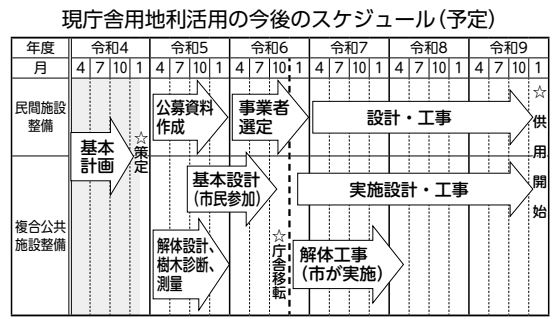 現庁舎用地利活用の今後のスケジュール(予定)
年度 令和4 令和5 令和6 令和7 令和8 令和9
月 4 7 10 1 4 7 10 1 4 7 10 1 4 7 10 1 4 7 10 1 4 7 10 1
民間施設
整備
基本
計画
☆策定
公募資料
作成
事業者
選定
設計・工事
☆供用開始
複合公共
施設整備
基本設計
(市民参加)
実施設計・工事
解体設計、
樹木診断、
測量
☆庁舎移転
解体工事
(市が実施)